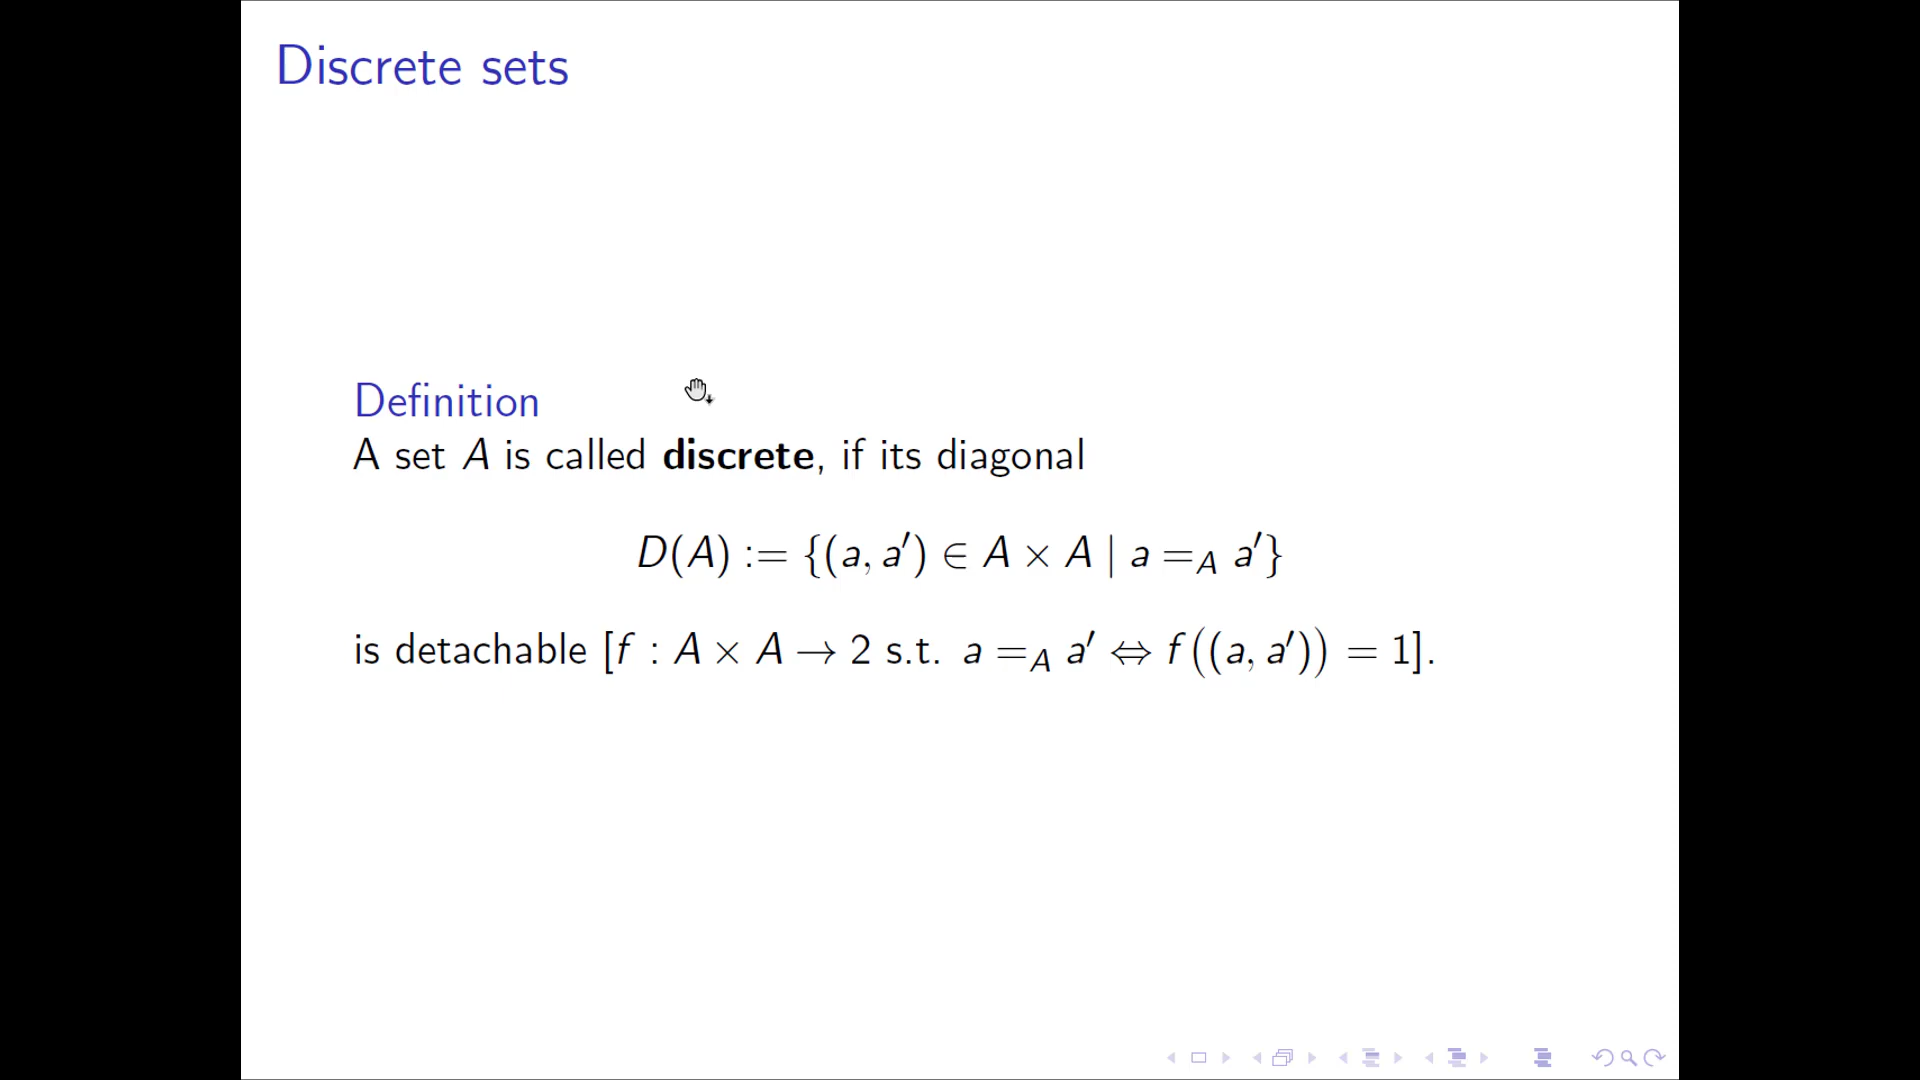 Discrete sets
Definition
A set A is called discrete, if its diagonal
D(A) := {(a, a′) ∈ A × A | a =_A a′}
is detachable [f : A × A → 2 s.t. a =_A a′ ⇔ f((a, a′)) = 1].